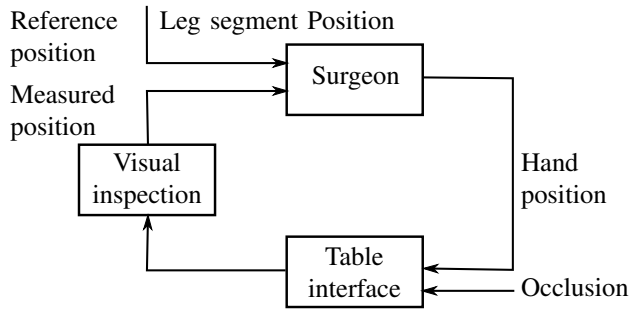 Reference
position
Leg segment Position
Surgeon
Measured
position
Visual
inspection
Hand
position
Table
interface
Occlusion